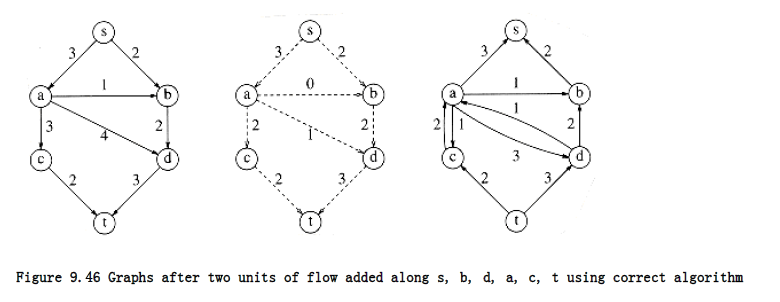 s s s
3 2 3 2 3 2
a 1 b a 0 b a 1 b
1
3 4 2 2 1 2 2 1 2
c d c d c 3 d
2 3 2 3 2 3
t t t
Figure 9.46 Graphs after two units of flow added along s, b, d, a, c, t using correct algorithm